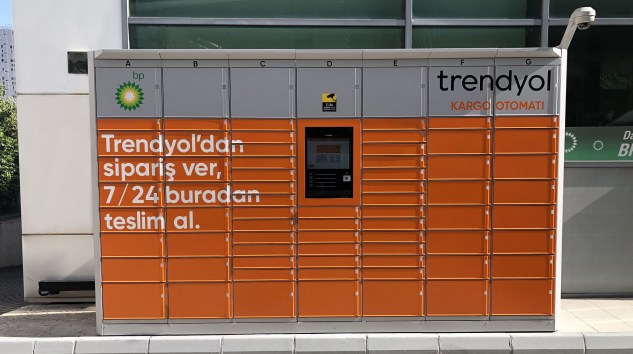 A B C D E F G
bp
trendyol
KARGO OTOMATI
Trendyol'dan
sipariş ver,
7/24 buradan
teslim al.